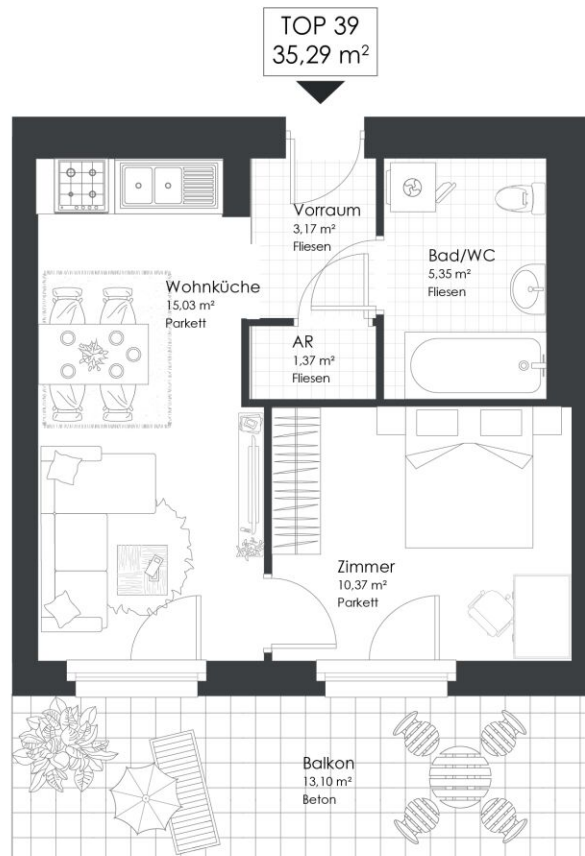 TOP 39
35,29 m²
Vorraum
3,17 m²
Fliesen
Bad/WC
5,35 m²
Fliesen
Wohnküche
15,03 m²
Parkett
AR
1,37 m²
Fliesen
Zimmer
10,37 m²
Parkett
Balkon
13,10 m²
Beton